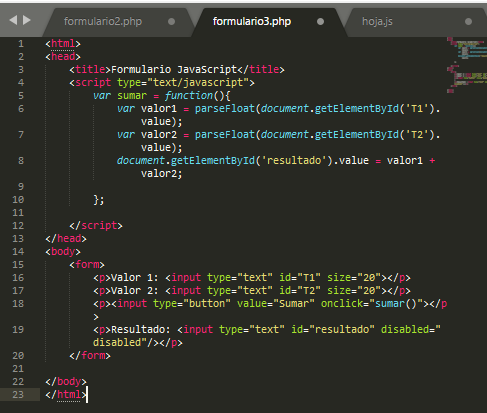 formulario2.php
formulario3.php
hoja.js
1 <html>
2 <head>
3 <title>Formulario JavaScript</title>
4 <script type="text/javascript">
5 var sumar = function(){
6 var valor1 = parseFloat(document.getElementById('T1').
value);
7 var valor2 = parseFloat(document.getElementById('T2').
value);
8 document.getElementById('resultado').value = valor1 +
valor2;
9
10 };
11
12 </script>
13 </head>
14 <body>
15 <form>
16 <p>Valor 1: <input type="text" id="T1" size="20"></p>
17 <p>Valor 2: <input type="text" id="T2" size="20"></p>
18 <p><input type="button" value="Sumar" onclick="sumar()"></p
>
19 <p>Resultado: <input type="text" id="resultado" disabled="
disabled"/></p>
20 </form>
21
22 </body>
23 </html>